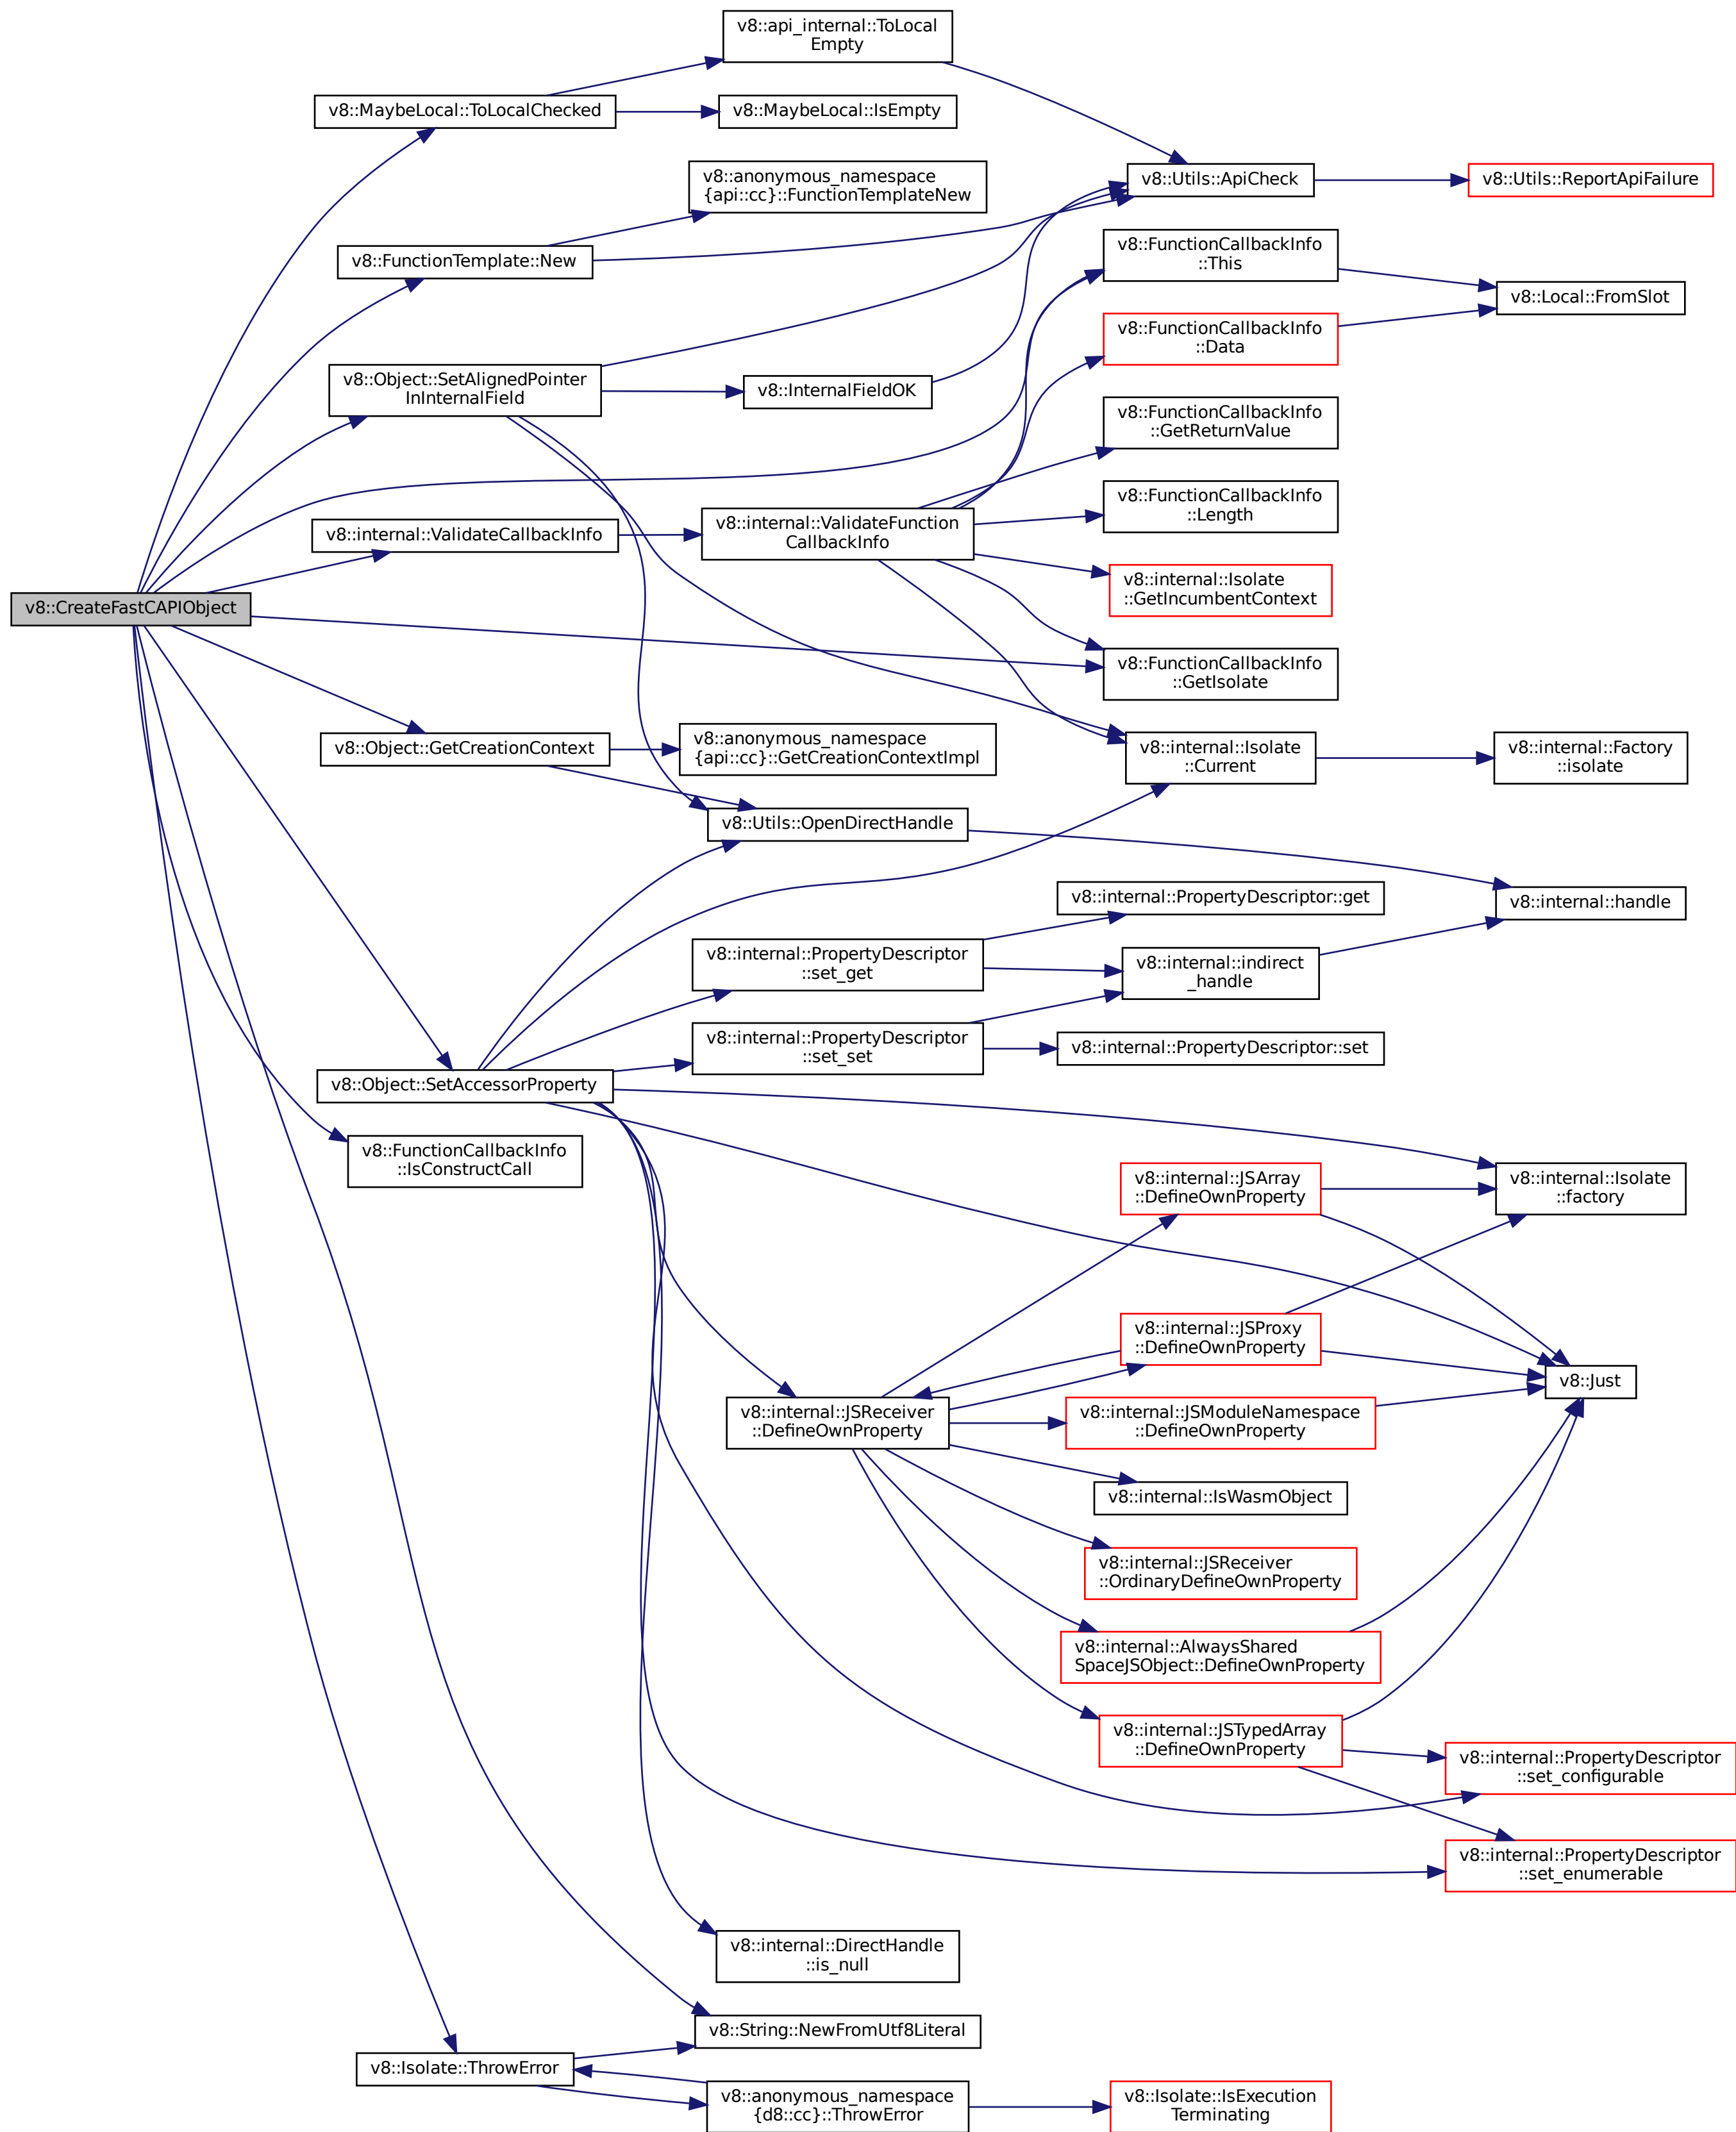 v8::api_internal::ToLocal
Empty
v8::MaybeLocal::ToLocalChecked
v8::MaybeLocal::IsEmpty
v8::anonymous_namespace
{api::cc}::FunctionTemplateNew
v8::Utils::ApiCheck
v8::Utils::ReportApiFailure
v8::FunctionTemplate::New
v8::FunctionCallbackInfo
::This
v8::Local::FromSlot
v8::FunctionCallbackInfo
::Data
v8::Object::SetAlignedPointer
InInternalField
v8::InternalFieldOK
v8::FunctionCallbackInfo
::GetReturnValue
v8::FunctionCallbackInfo
::Length
v8::internal::ValidateCallbackInfo
v8::internal::ValidateFunction
CallbackInfo
v8::internal::Isolate
::GetIncumbentContext
v8::CreateFastCAPIObject
v8::FunctionCallbackInfo
::GetIsolate
v8::Object::GetCreationContext
v8::anonymous_namespace
{api::cc}::GetCreationContextImpl
v8::internal::Isolate
::Current
v8::internal::Factory
::isolate
v8::Utils::OpenDirectHandle
v8::internal::PropertyDescriptor::get
v8::internal::handle
v8::internal::PropertyDescriptor
::set_get
v8::internal::indirect
_handle
v8::internal::PropertyDescriptor
::set_set
v8::internal::PropertyDescriptor::set
v8::Object::SetAccessorProperty
v8::FunctionCallbackInfo
::IsConstructCall
v8::internal::JSArray
::DefineOwnProperty
v8::internal::Isolate
::factory
v8::internal::JSProxy
::DefineOwnProperty
v8::Just
v8::internal::JSReceiver
::DefineOwnProperty
v8::internal::JSModuleNamespace
::DefineOwnProperty
v8::internal::IsWasmObject
v8::internal::JSReceiver
::OrdinaryDefineOwnProperty
v8::internal::AlwaysShared
SpaceJSObject::DefineOwnProperty
v8::internal::JSTypedArray
::DefineOwnProperty
v8::internal::PropertyDescriptor
::set_configurable
v8::internal::PropertyDescriptor
::set_enumerable
v8::internal::DirectHandle
::is_null
v8::String::NewFromUtf8Literal
v8::Isolate::ThrowError
v8::anonymous_namespace
{d8::cc}::ThrowError
v8::Isolate::IsExecution
Terminating